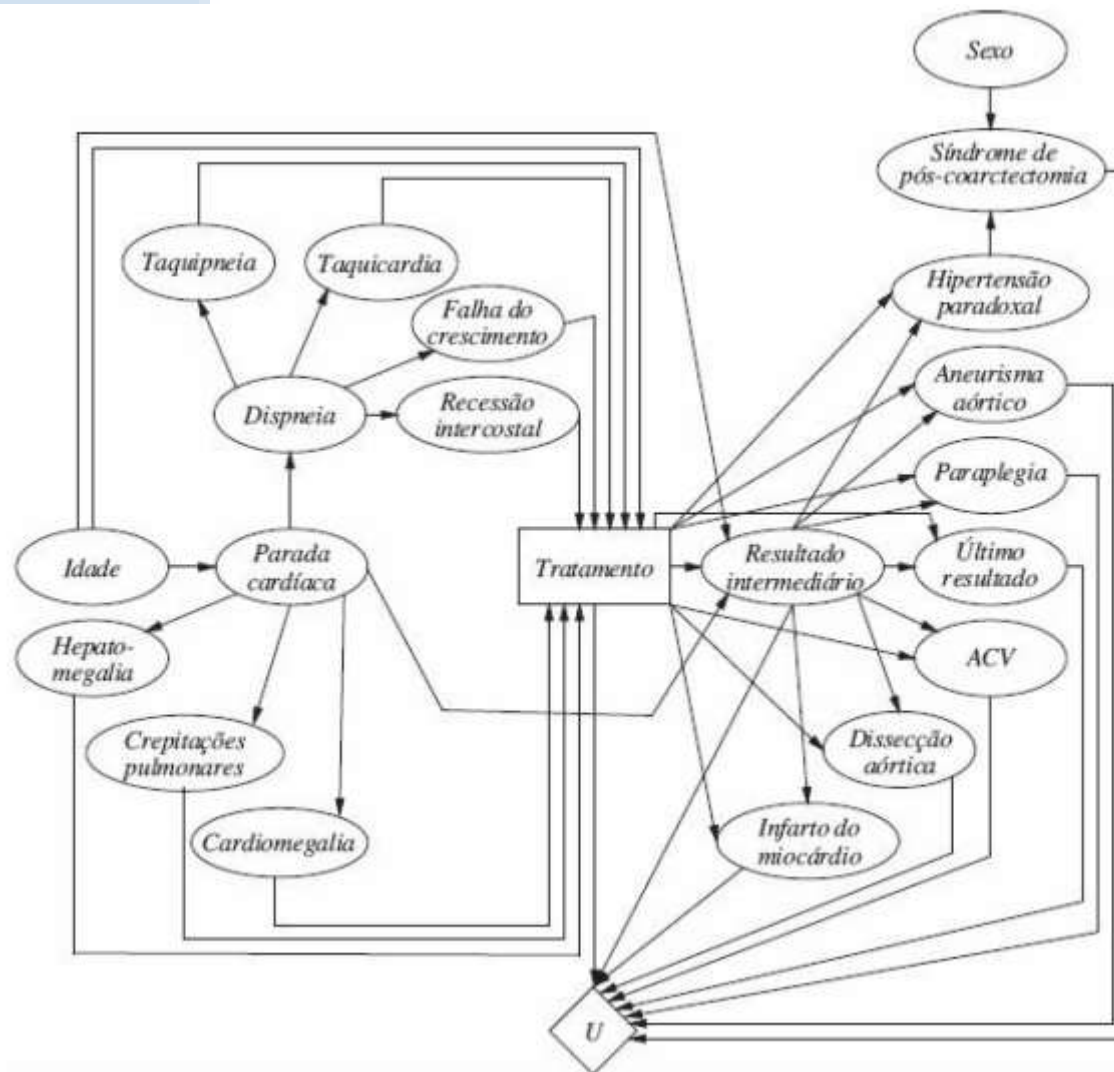 Sexo
Síndrome de
pós-coarctectomia
Taquipneia
Taquicardia
Hipertensão
paradoxal
Falha do
crescimento
Aneurisma
aórtico
Dispneia
Recessão
intercostal
Paraplegia
Idade
Parada
cardíaca
Tratamento
Resultado
intermediário
Último
resultado
Hepato-
megalia
ACV
Crepitações
pulmonares
Dissecção
aórtica
Cardiomegalia
Infarto do
miocárdio
U